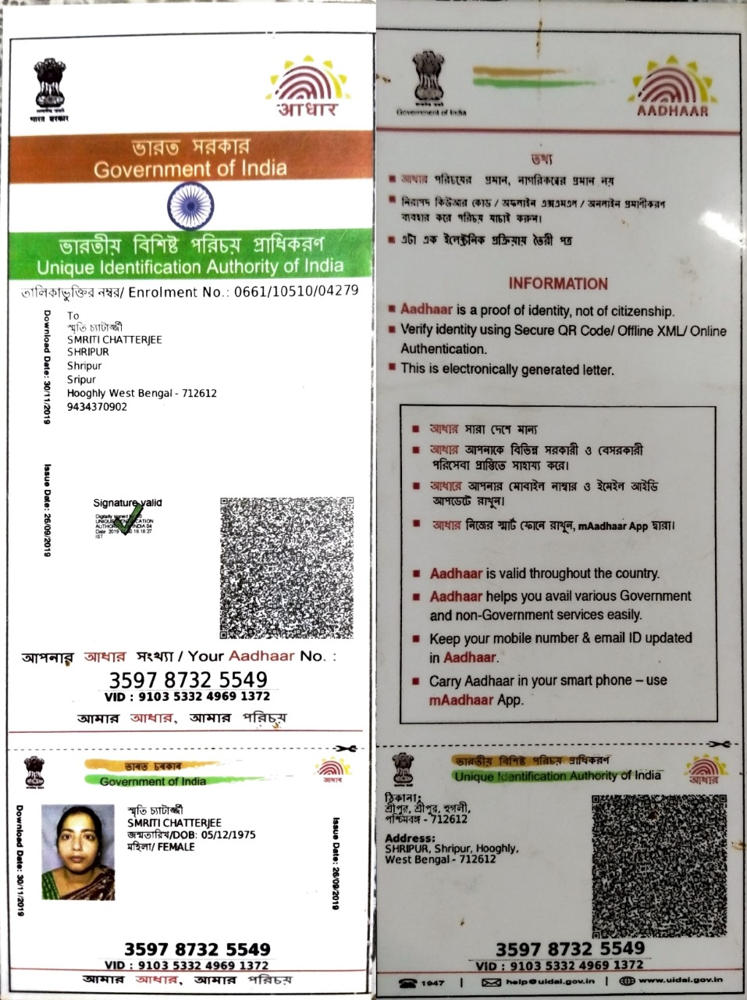 भारत सरकार
आधार
ভারত সরকার
Government of India
ভারতীয় বিশিষ্ট পরিচয় প্রাধিকরণ
Unique Identification Authority of India
তালিকাভুক্তির নম্বর/ Enrolment No.: 0661/10510/04279
Download Date: 30/11/2019
To
স্মৃতি চ্যাটার্জ্জী
SMRITI CHATTERJEE
SHRIPUR
Shripur
Sripur
Hooghly West Bengal - 712612
9434370902
Issue Date: 26/09/2019
Signature valid
Digitally signed by
UNIQUE IDENTIFICATION
AUTHORITY OF INDIA 04
Date: 2019 18:18:27
IST
আপনার আধার সংখ্যা / Your Aadhaar No. :
3597 8732 5549
VID : 9103 5332 4969 1372
আমার আধার, আমার পরিচয়
ভাৰত চৰকাৰ
Government of India
আধাৰ
Download Date: 30/11/2019
স্মৃতি চ্যাটার্জ্জী
SMRITI CHATTERJEE
জন্মতারিখ/DOB: 05/12/1975
মহিলা/ FEMALE
Issue Date: 26/09/2019
3597 8732 5549
VID : 9103 5332 4969 1372
আমার আধার, আমার পরিচয়
Government of India
AADHAAR
তথ্য
আধার পরিচয়ের প্রমান, নাগরিকত্বের প্রমান নয়
নিরাপদ কিউআর কোড / অফলাইন এক্সএমএল / অনলাইন প্রমাণীকরণ
ব্যবহার করে পরিচয় যাচাই করুন।
এটা এক ইলেক্ট্রনিক প্রক্রিয়ায় তৈরী পত্র
INFORMATION
Aadhaar is a proof of identity, not of citizenship.
Verify identity using Secure QR Code/ Offline XML/ Online
Authentication.
This is electronically generated letter.
আধার সারা দেশে মান্য
আধার আপনাকে বিভিন্ন সরকারী ও বেসরকারী
পরিসেবা প্রাপ্তিতে সাহায্য করে।
আধারে আপনার মোবাইল নাম্বার ও ইমেইল আইডি
আপডেট রাখুন।
আধার নিজের স্মার্ট ফোনে রাখুন, mAadhaar App দ্বারা।
Aadhaar is valid throughout the country.
Aadhaar helps you avail various Government
and non-Government services easily.
Keep your mobile number & email ID updated
in Aadhaar.
Carry Aadhaar in your smart phone – use
mAadhaar App.
ভারতীয় বিশিষ্ট পরিচয় প্রাধিকরণ
Unique Identification Authority of India
আধার
ঠিকানা:
শ্রীপুর, শ্রীপুর, হুগলী,
পশ্চিমবঙ্গ - 712612
Address:
SHRIPUR, Shripur, Hooghly,
West Bengal - 712612
3597 8732 5549
VID : 9103 5332 4969 1372
1947 | help@uidai.gov.in | www.uidai.gov.in